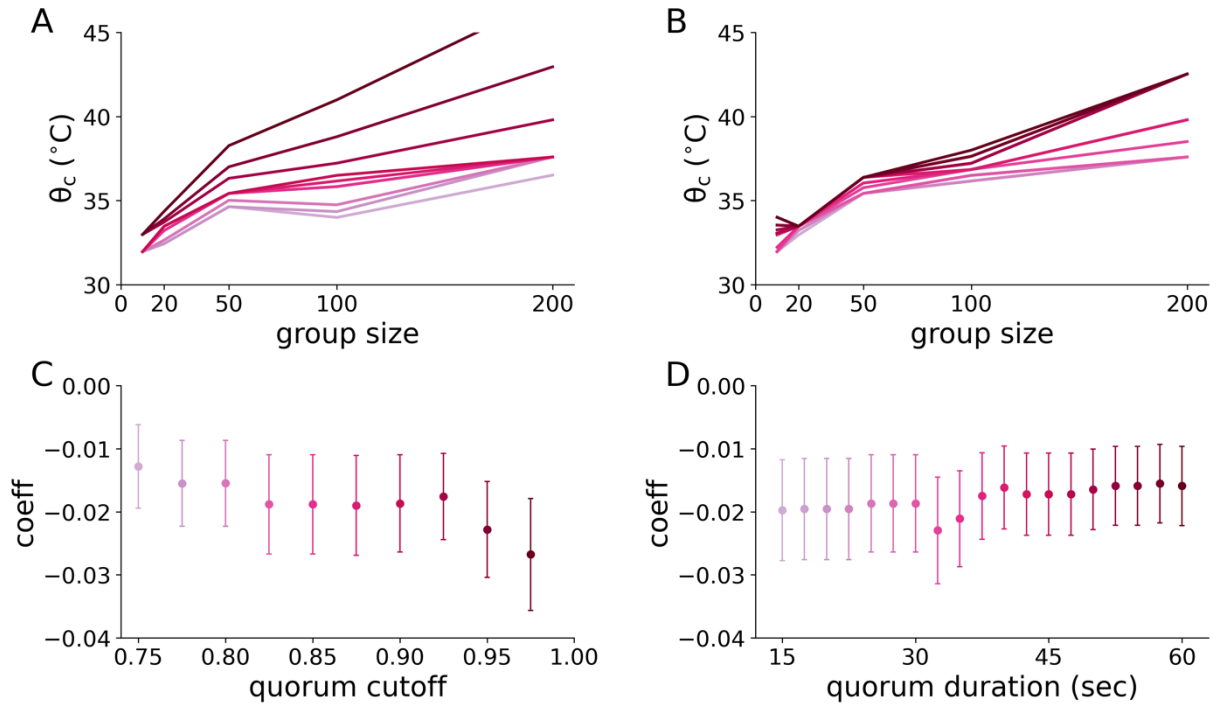 A
45
40
35
30
θc (°C)
0 20 50 100 200
group size
B
45
40
35
30
θc (°C)
0 20 50 100 200
group size
C
0.00
−0.01
−0.02
−0.03
−0.04
coeff
0.75 0.80 0.85 0.90 0.95 1.00
quorum cutoff
D
0.00
−0.01
−0.02
−0.03
−0.04
coeff
15 30 45 60
quorum duration (sec)